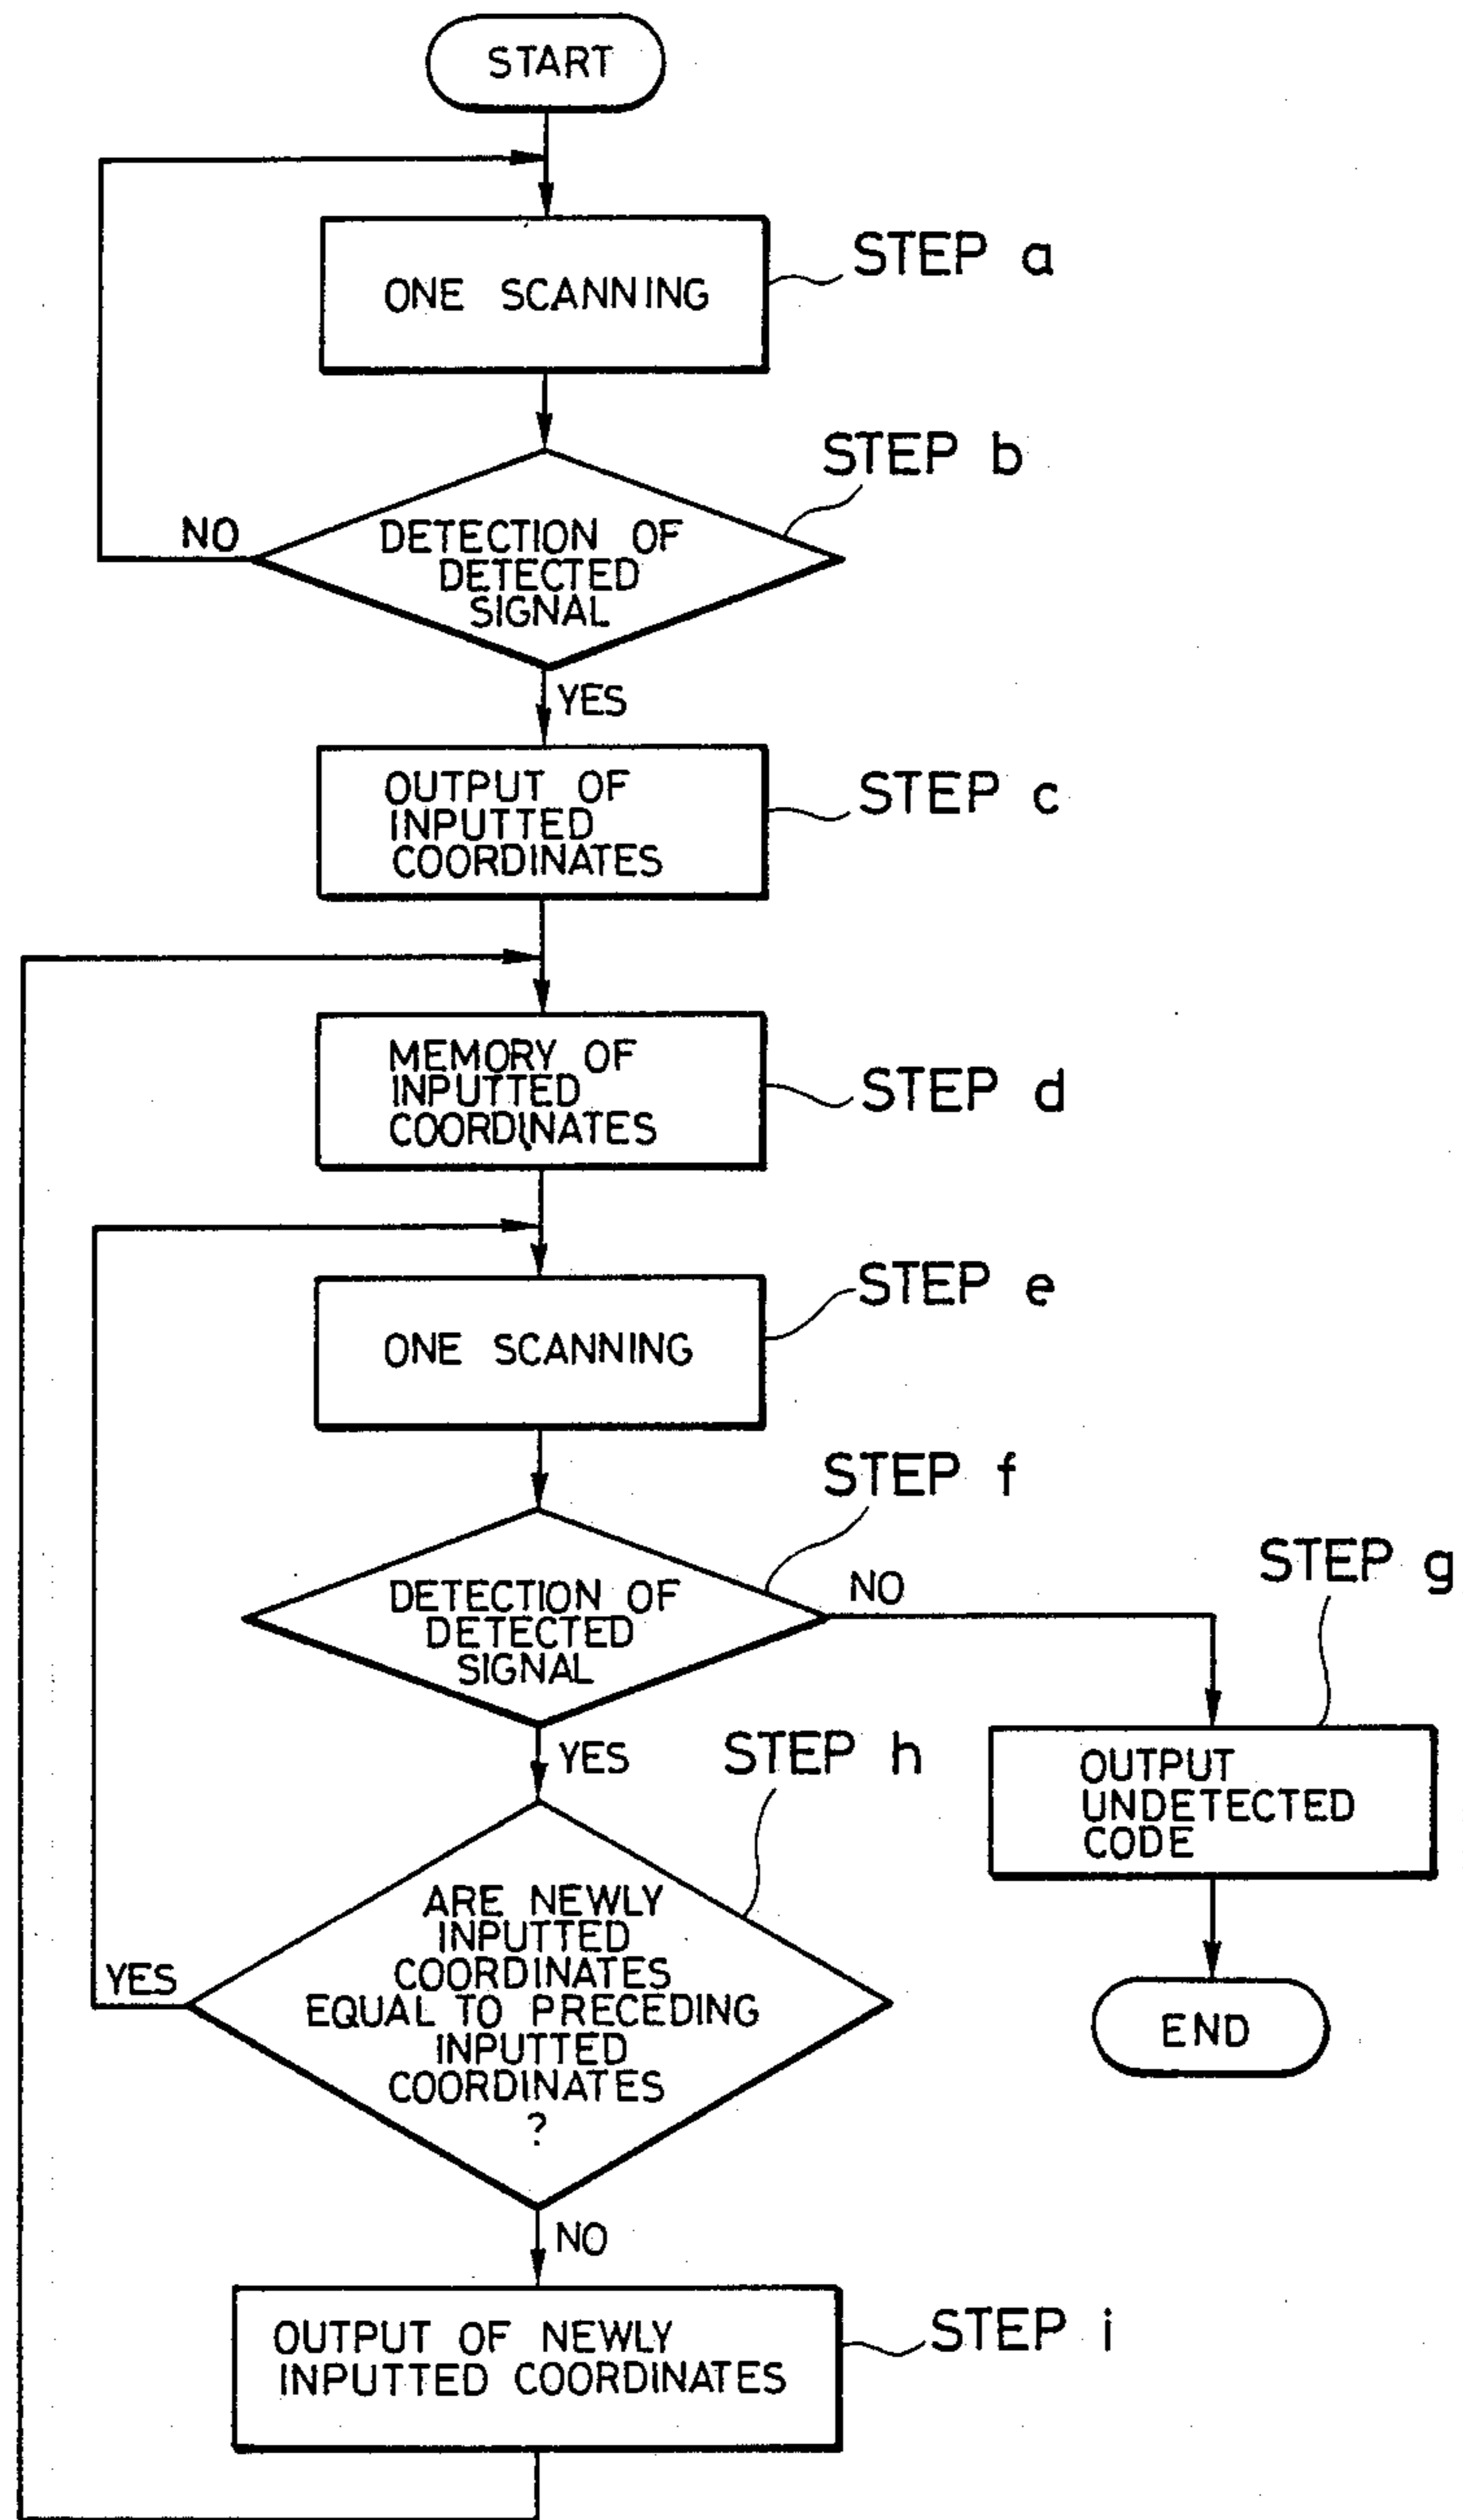 START
ONE SCANNING
STEP a
STEP b
NO
DETECTION OF
DETECTED
SIGNAL
YES
OUTPUT OF
INPUTTED
COORDINATES
STEP c
MEMORY OF
INPUTTED
COORDINATES
STEP d
ONE SCANNING
STEP e
STEP f
DETECTION OF
DETECTED
SIGNAL
NO
STEP g
YES
STEP h
OUTPUT
UNDETECTED
CODE
ARE NEWLY
INPUTTED
COORDINATES
EQUAL TO PRECEDING
INPUTTED
COORDINATES
?
YES
END
NO
OUTPUT OF NEWLY
INPUTTED COORDINATES
STEP i